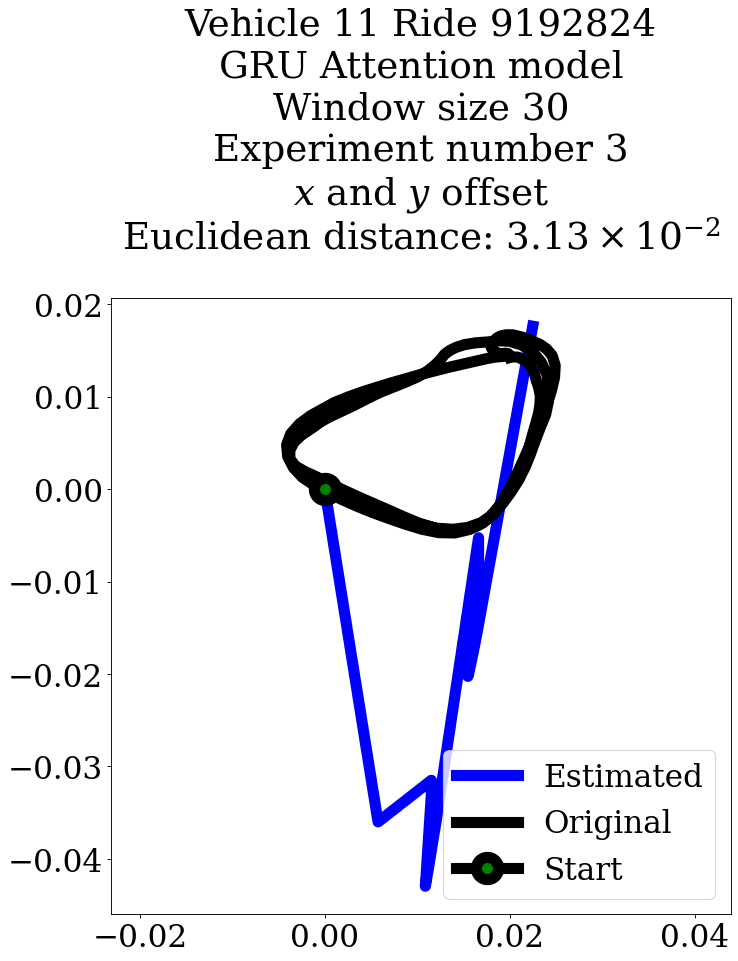 Vehicle 11 Ride 9192824
GRU Attention model
Window size 30
Experiment number 3
x and y offset
Euclidean distance: 3.13 × 10⁻²
0.02
0.01
0.00
−0.01
−0.02
−0.03
−0.04
Estimated
Original
Start
−0.02 0.00 0.02 0.04